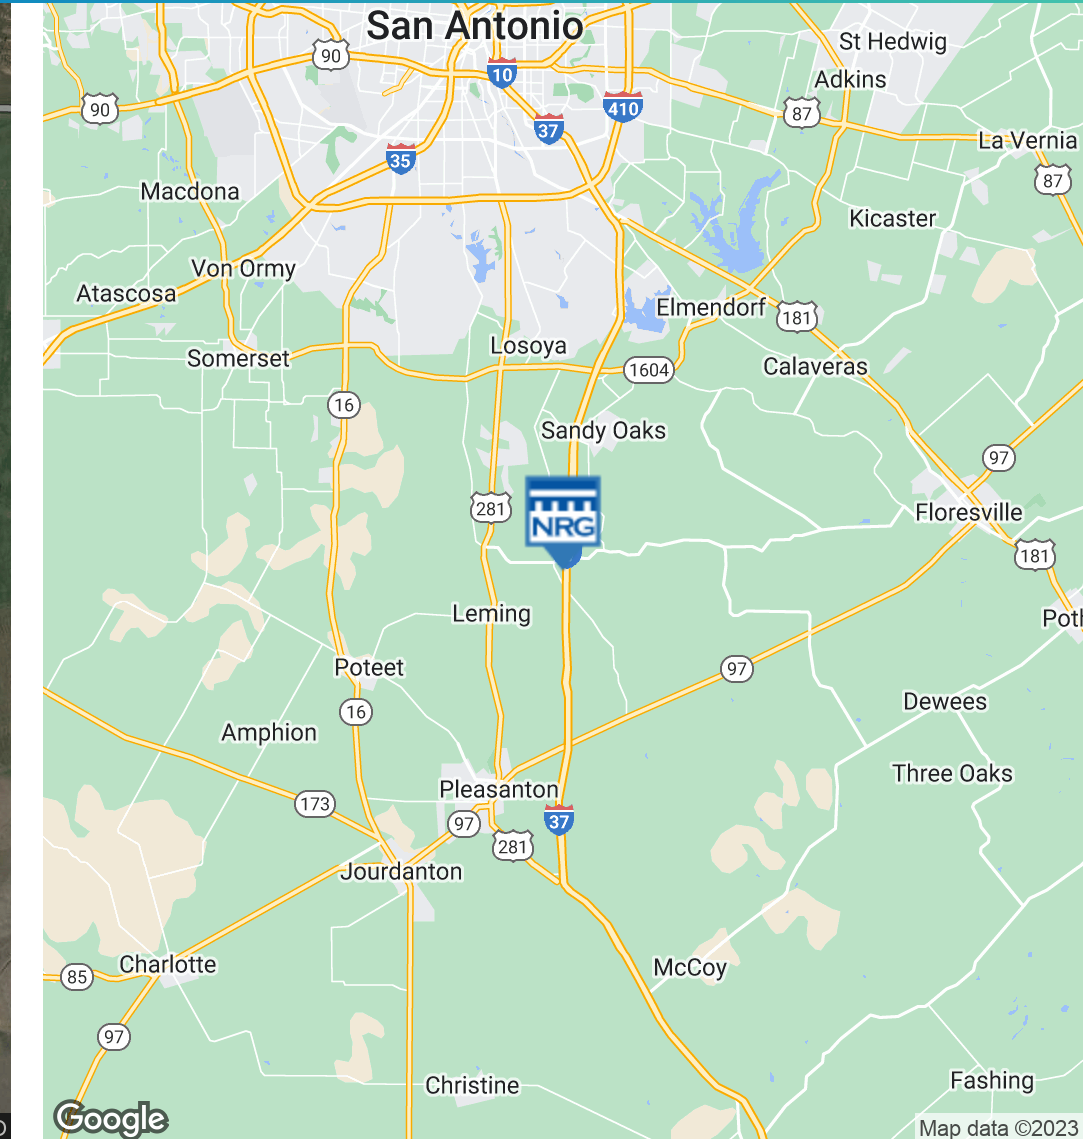 San Antonio
St Hedwig
90
10
Adkins
90
410
87
37
La Vernia
35
87
Macdona
Kicaster
Von Ormy
Atascosa
Elmendorf
181
Losoya
Somerset
1604
Calaveras
16
Sandy Oaks
97
281
NRG
Floresville
181
Leming
Poth
Poteet
97
16
Dewees
Amphion
Three Oaks
Pleasanton
173
97
37
281
Jourdanton
Charlotte
McCoy
85
97
Christine
Fashing
Google
Map data ©2023